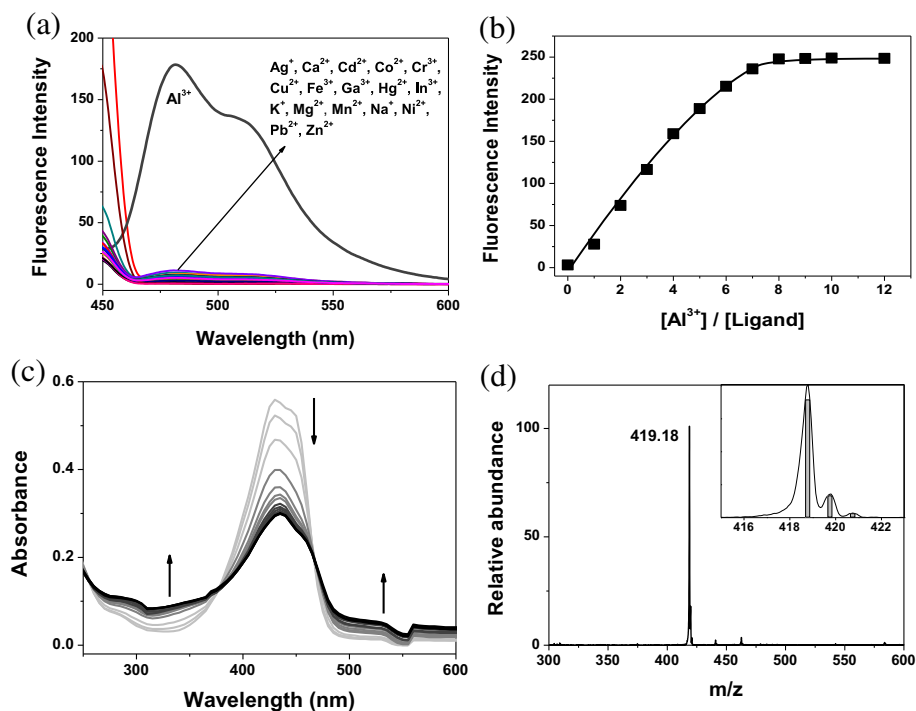 (a)
200
150
100
50
0
450
500
550
600
Fluorescence Intensity
Wavelength (nm)
Al³⁺
Ag⁺, Ca²⁺, Cd²⁺, Co²⁺, Cr³⁺,
Cu²⁺, Fe³⁺, Ga³⁺, Hg²⁺, In³⁺,
K⁺, Mg²⁺, Mn²⁺, Na⁺, Ni²⁺,
Pb²⁺, Zn²⁺
(b)
300
250
200
150
100
50
0
0
2
4
6
8
10
12
Fluorescence Intensity
[Al³⁺] / [Ligand]
(c)
0.6
0.4
0.2
0.0
300
400
500
600
Absorbance
Wavelength (nm)
(d)
100
50
0
300
350
400
450
500
550
600
Relative abundance
m/z
419.18
416
418
420
422